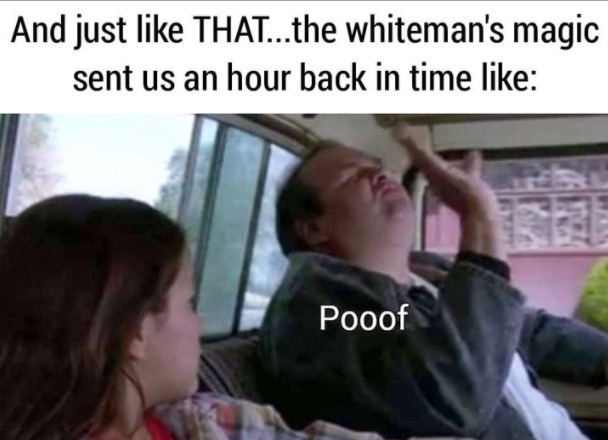 And just like THAT...the whiteman's magic
sent us an hour back in time like:
Pooof